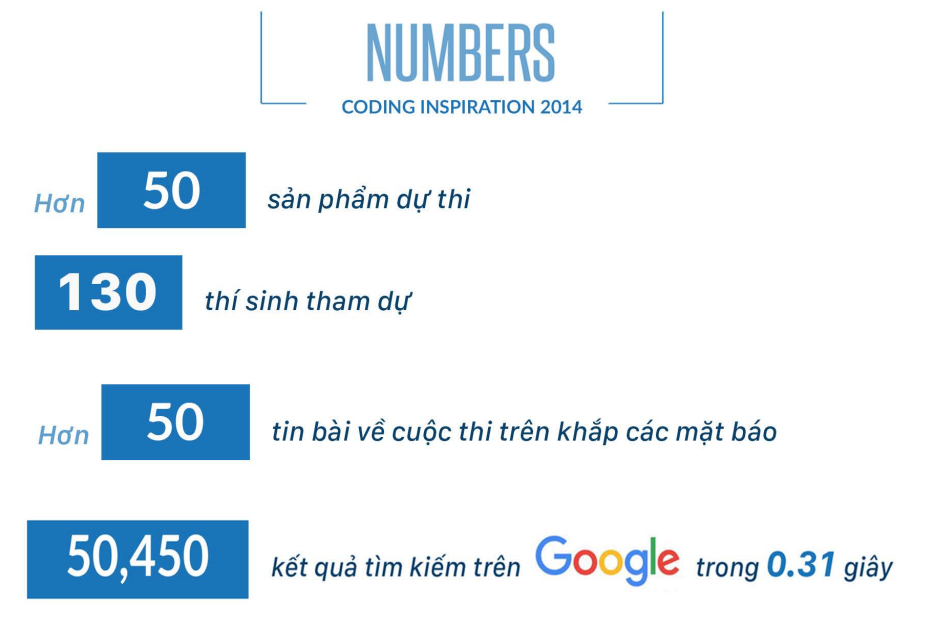 NUMBERS
CODING INSPIRATION 2014
Hơn 50 sản phẩm dự thi
130 thí sinh tham dự
Hơn 50 tin bài về cuộc thi trên khắp các mặt báo
50,450 kết quả tìm kiếm trên Google trong 0.31 giây